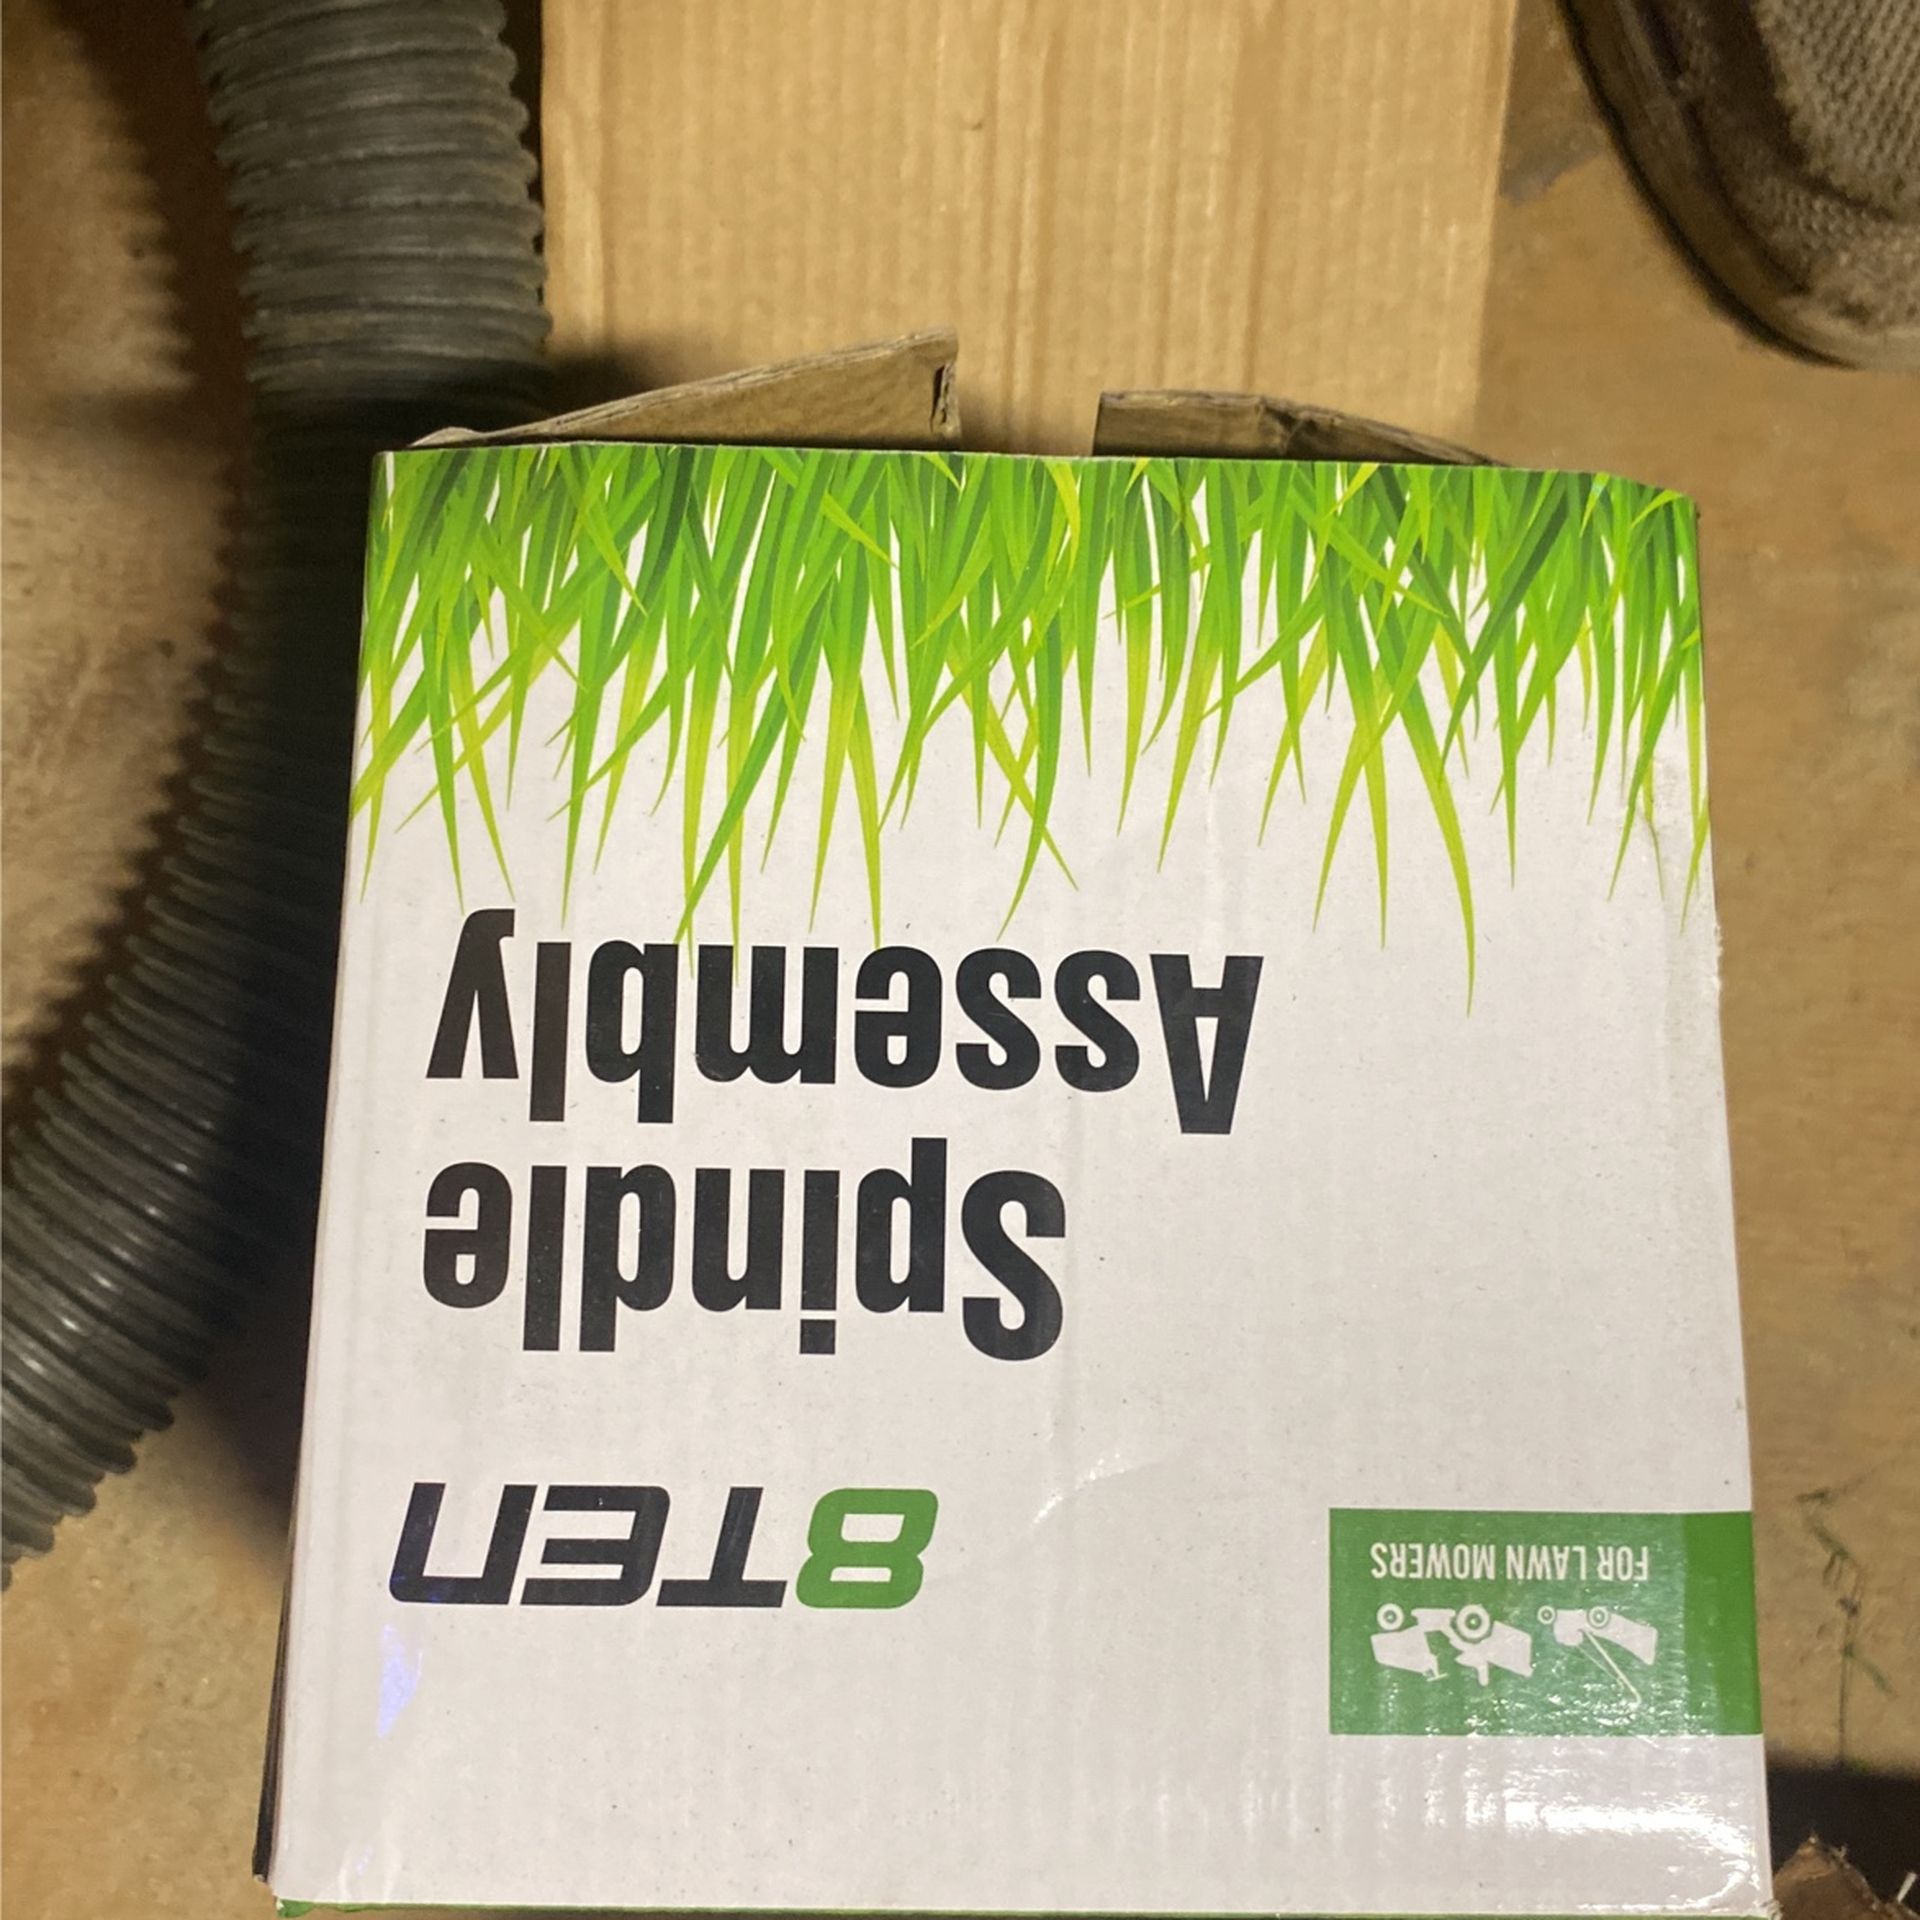 FOR LAWN MOWERS
8TEN
Spindle
Assembly